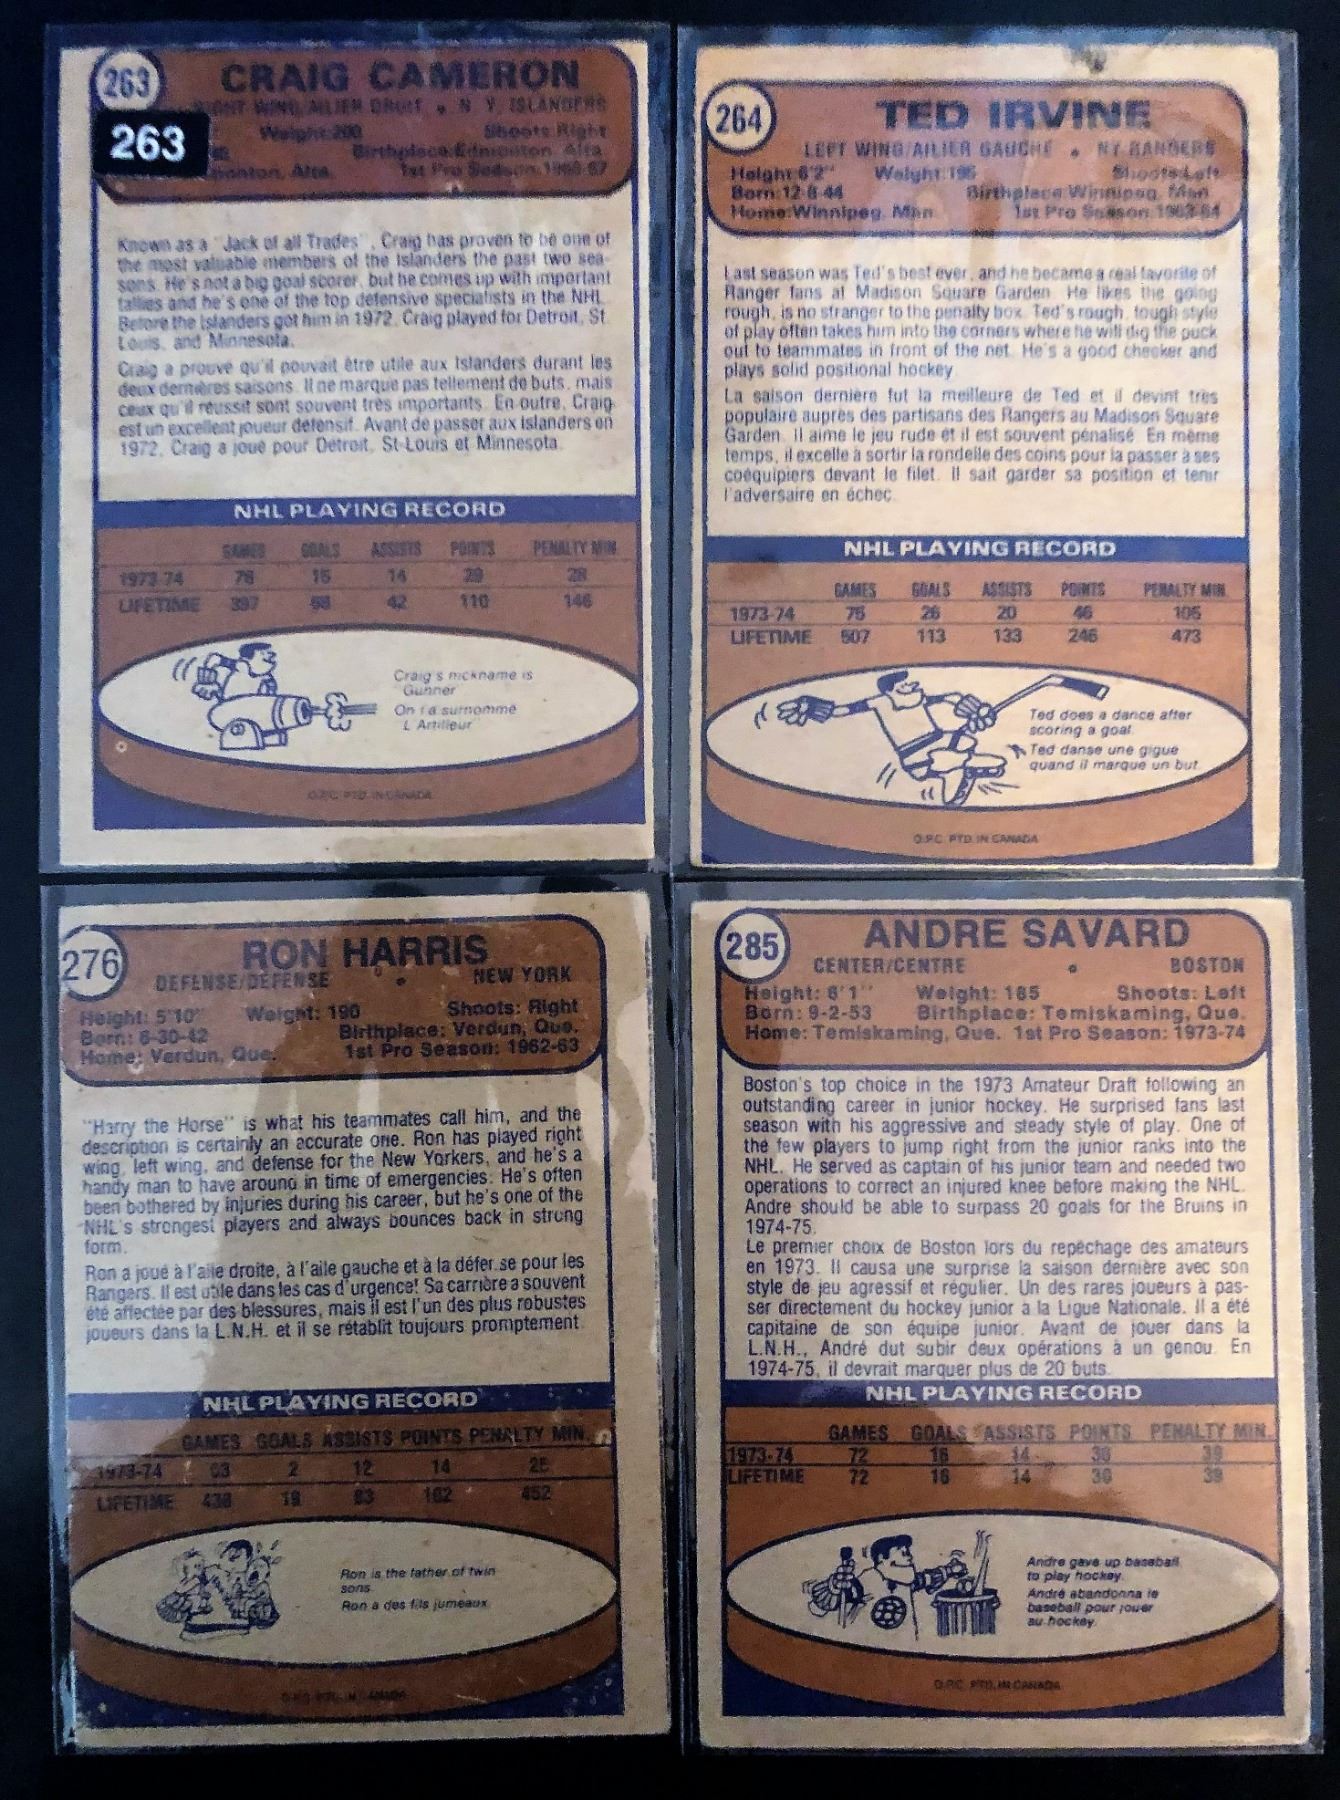 263
CRAIG CAMERON
RIGHT WING/AILIER DROIT • N. Y. ISLANDERS
263
Weight:200 Shoots:Right
Birthplace:Edmonton, Alta.
monton, Alta. 1st Pro Season:1966-67
Known as a "Jack of all Trades", Craig has proven to be one of
the most valuable members of the Islanders the past two sea-
sons. He's not a big goal scorer, but he comes up with important
tallies and he's one of the top defensive specialists in the NHL.
Before the Islanders got him in 1972, Craig played for Detroit, St.
Louis, and Minnesota.
Craig a prouvé qu'il pouvait être utile aux Islanders durant les
deux dernières saisons. Il ne marque pas tellement de buts, mais
ceux qu'il réussit sont souvent très importants. En outre, Craig
est un excellent joueur défensif. Avant de passer aux Islanders en
1972, Craig a joué pour Detroit, St-Louis et Minnesota.
NHL PLAYING RECORD
GAMES GOALS ASSISTS POINTS PENALTY MIN.
1973-74 78 15 14 29 28
LIFETIME 397 68 42 110 146
Craig's nickname is
"Gunner"
On l'a surnommé
"L'Artilleur"
O.P.C. PTD. IN CANADA
264
TED IRVINE
LEFT WING/AILIER GAUCHE • NY RANGERS
Height:6'2" Weight:195 Shoots:Left
Born:12-8-44 Birthplace:Winnipeg, Man.
Home:Winnipeg, Man. 1st Pro Season:1963-64
Last season was Ted's best ever, and he became a real favorite of
Ranger fans at Madison Square Garden. He likes the going
rough, is no stranger to the penalty box. Ted's rough, tough style
of play often takes him into the corners where he will dig the puck
out to teammates in front of the net. He's a good checker and
plays solid positional hockey.
La saison dernière fut la meilleure de Ted et il devint très
populaire auprès des partisans des Rangers au Madison Square
Garden. Il aime le jeu rude et il est souvent pénalisé. En même
temps, il excelle à sortir la rondelle des coins pour la passer à ses
coéquipiers devant le filet. Il sait garder sa position et tenir
l'adversaire en échec.
NHL PLAYING RECORD
GAMES GOALS ASSISTS POINTS PENALTY MIN.
1973-74 75 26 20 46 105
LIFETIME 507 113 133 246 473
Ted does a dance after
scoring a goal.
Ted danse une gigue
quand il marque un but.
O.P.C. PTD. IN CANADA
276
RON HARRIS
DEFENSE/DÉFENSE • NEW YORK
Height: 5'10" Weight: 190 Shoots: Right
Born: 6-30-42 Birthplace: Verdun, Que.
Home: Verdun, Que. 1st Pro Season: 1962-63
"Harry the Horse" is what his teammates call him, and the
description is certainly an accurate one. Ron has played right
wing, left wing, and defense for the New Yorkers, and he's a
handy man to have around in time of emergencies. He's often
been bothered by injuries during his career, but he's one of the
NHL's strongest players and always bounces back in strong
form.
Ron a joué à l'aile droite, à l'aile gauche et à la défense pour les
Rangers. Il est utile dans les cas d'urgence! Sa carrière a souvent
été affectée par des blessures, mais il est l'un des plus robustes
joueurs dans la L.N.H. et il se rétablit toujours promptement.
NHL PLAYING RECORD
GAMES GOALS ASSISTS POINTS PENALTY MIN.
1973-74 63 2 12 14 25
LIFETIME 19 452
Ron is the father of twin
sons.
Ron a des fils jumeaux.
O.P.C. PTD. IN CANADA
285
ANDRE SAVARD
CENTER/CENTRE • BOSTON
Height: 6'1" Weight: 185 Shoots: Left
Born: 9-2-53 Birthplace: Temiskaming, Que.
Home: Temiskaming, Que. 1st Pro Season: 1973-74
Boston's top choice in the 1973 Amateur Draft following an
outstanding career in junior hockey. He surprised fans last
season with his aggressive and steady style of play. One of
the few players to jump right from the junior ranks into the
NHL. He served as captain of his junior team and needed two
operations to correct an injured knee before making the NHL.
Andre should be able to surpass 20 goals for the Bruins in
1974-75.
Le premier choix de Boston lors du repêchage des amateurs
en 1973. Il causa une surprise la saison dernière avec son
style de jeu agressif et régulier. Un des rares joueurs à pas-
ser directement du hockey junior à la Ligue Nationale. Il a été
capitaine de son équipe junior. Avant de jouer dans la
L.N.H., André dut subir deux opérations à un genou. En
1974-75, il devrait marquer plus de 20 buts.
NHL PLAYING RECORD
GAMES GOALS ASSISTS POINTS PENALTY MIN.
1973-74 72 16 14 30 39
LIFETIME 72 16 14 30 39
Andre gave up baseball
to play hockey.
André abandonna le
baseball pour jouer
au hockey.
O.P.C. PTD. IN CANADA